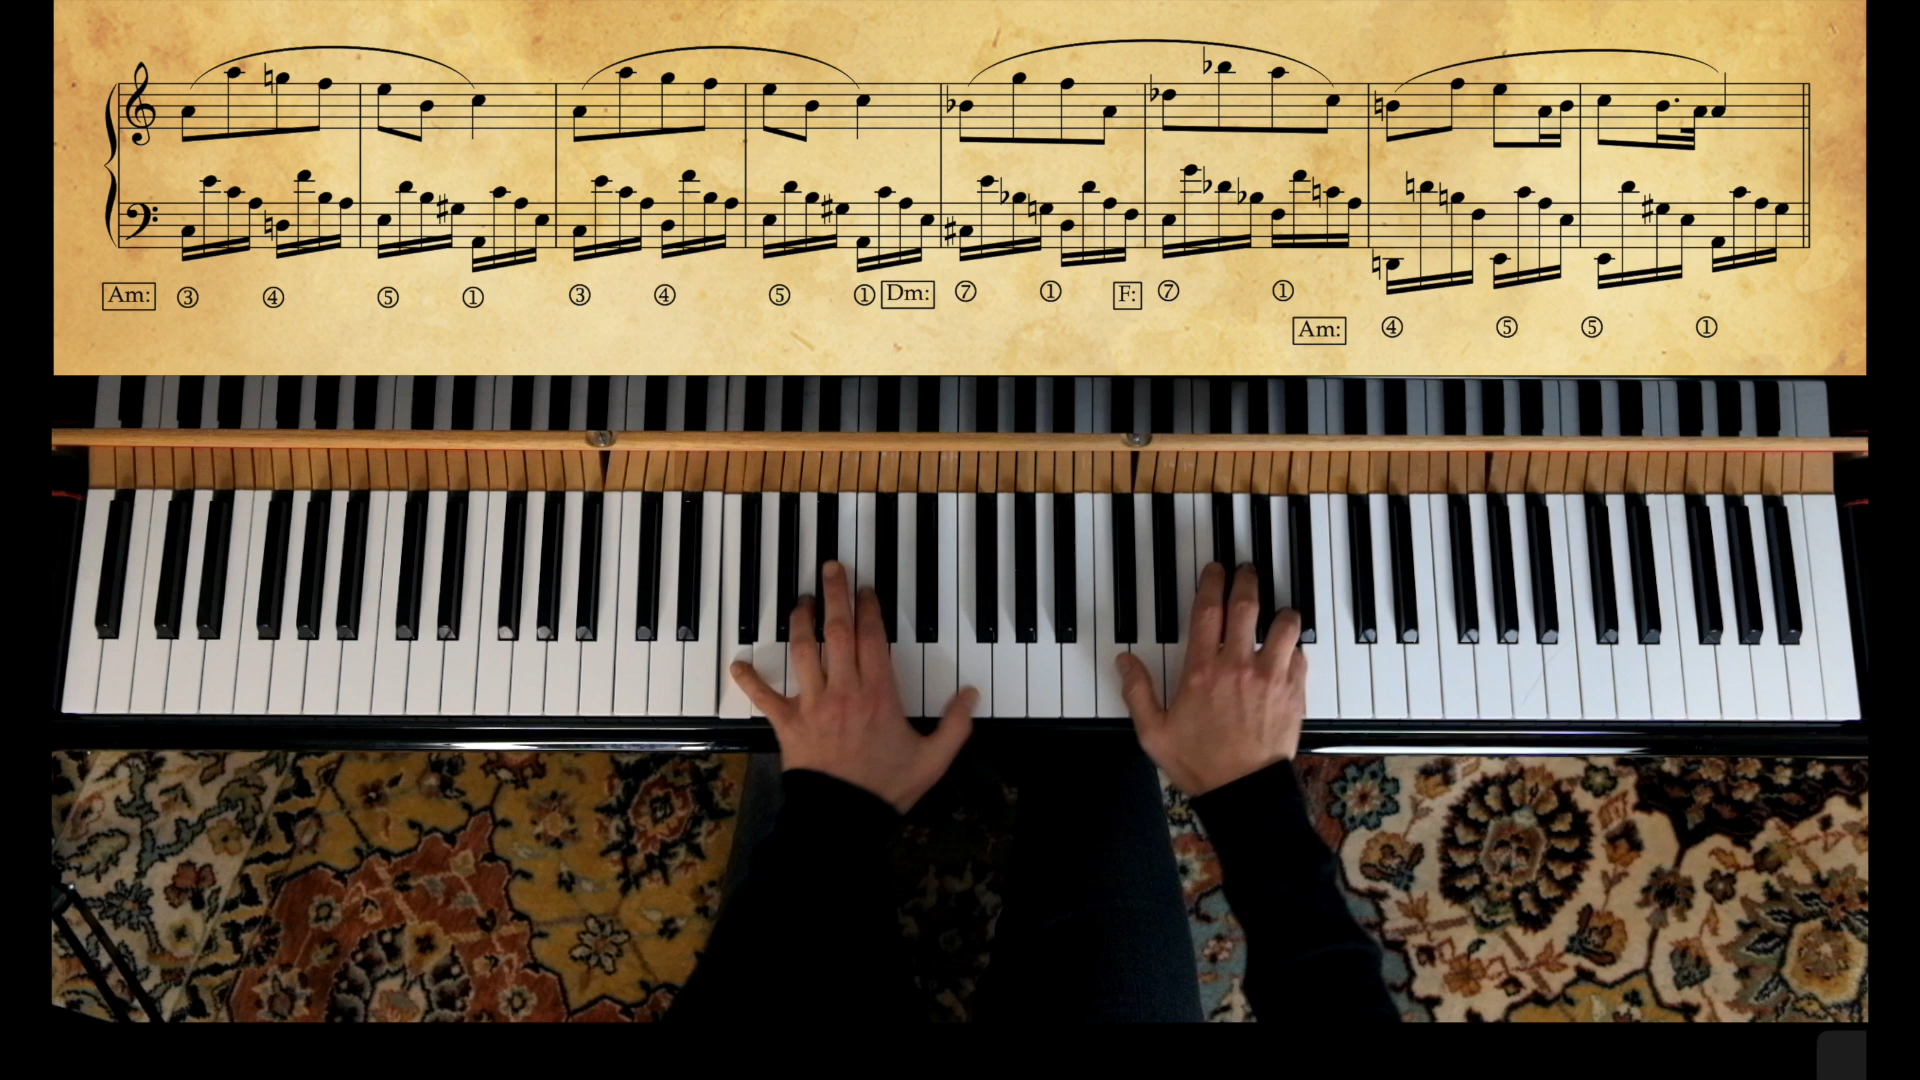 Am: ③ ④ ⑤ ① ③ ④ ⑤ ① Dm: ⑦ ① F: ⑦ ①
Am: ④ ⑤ ⑤ ①